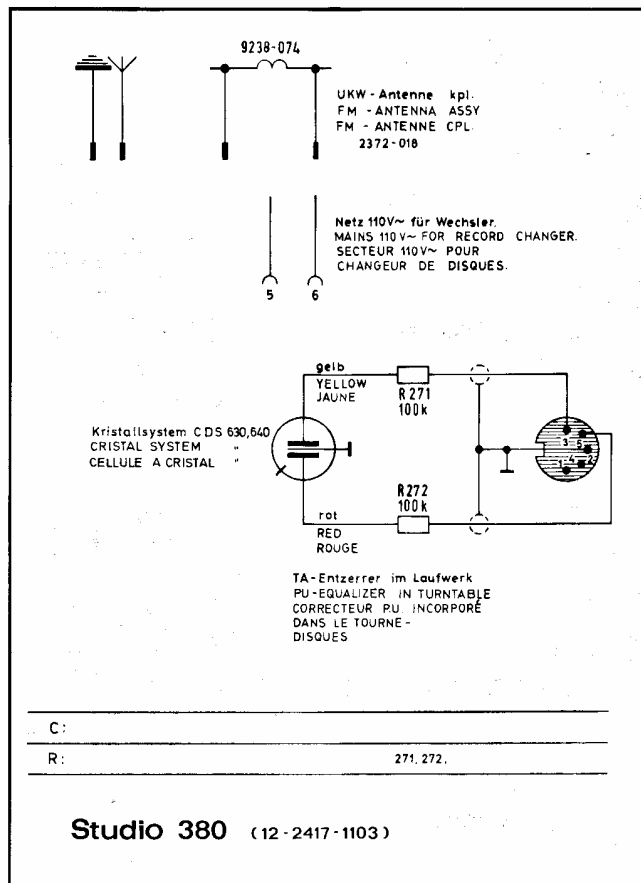 9238-074
UKW-Antenne kpl.
FM-ANTENNA ASSY
FM-ANTENNE CPL.
2372-018
Netz 110V~ für Wechsler.
MAINS 110V~ FOR RECORD CHANGER.
SECTEUR 110V~ POUR
CHANGEUR DE DISQUES.
5 6
gelb
YELLOW
JAUNE
R271
100k
Kristallsystem CDS 630,640
CRISTAL SYSTEM "
CELLULE A CRISTAL "
3 5
1 4 2
R272
100k
rot
RED
ROUGE
TA-Entzerrer im Laufwerk
PU-EQUALIZER IN TURNTABLE
CORRECTEUR P.U. INCORPORÉ
DANS LE TOURNE-
DISQUES
C:
R: 271, 272,
Studio 380 (12-2417-1103)